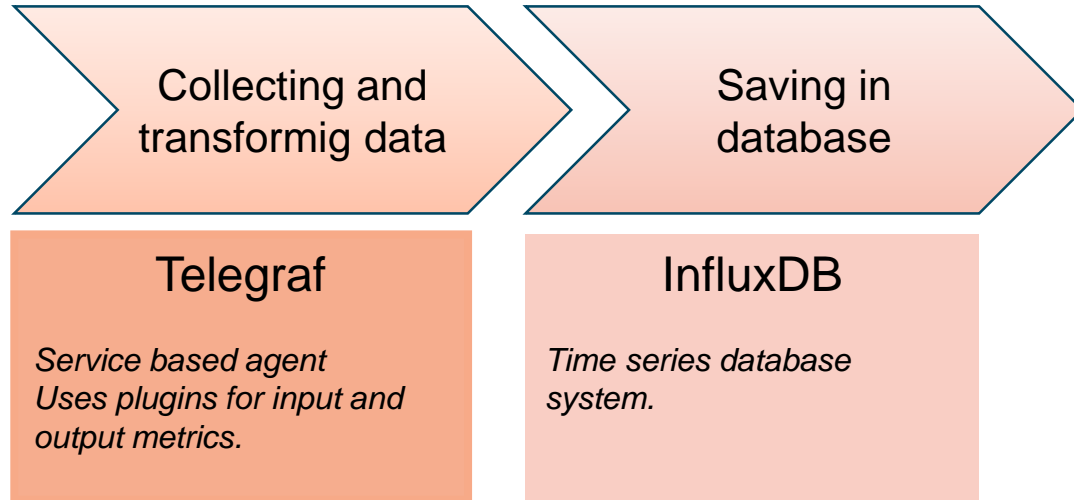 Collecting and
transformig data
Saving in
database
Telegraf
Service based agent
Uses plugins for input and
output metrics.
InfluxDB
Time series database
system.